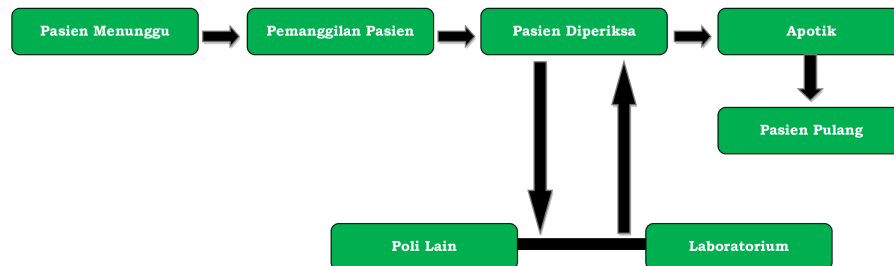 Pasien Menunggu
Pemanggilan Pasien
Pasien Diperiksa
Apotik
Pasien Pulang
Poli Lain
Laboratorium